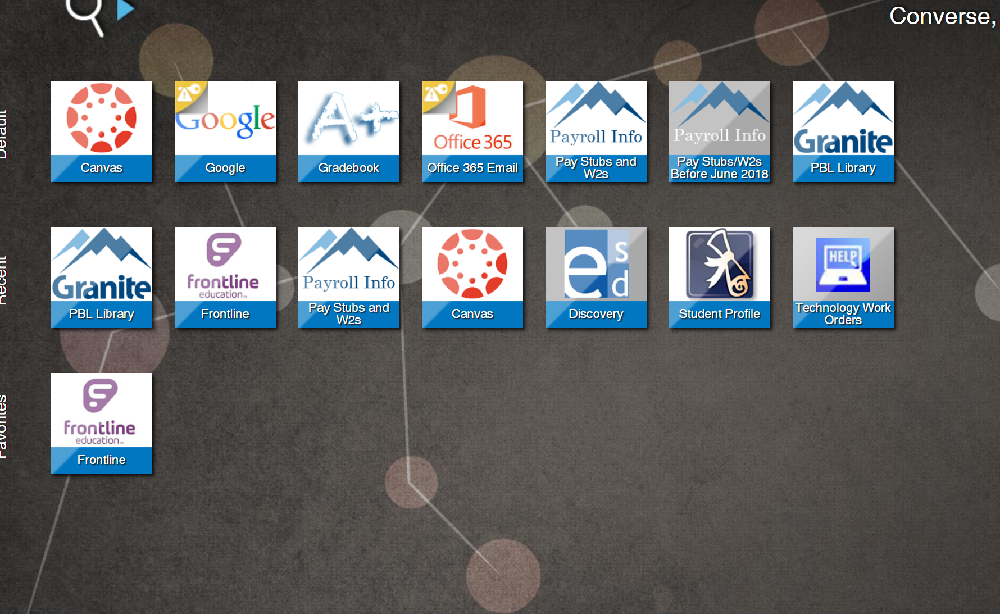 Converse,
Default
Google
A+
Office 365
Payroll Info
Payroll Info
Granite
Canvas
Google
Gradebook
Office 365 Email
Pay Stubs and
W2s
Pay Stubs/W2s
Before June 2018
PBL Library
Recent
Granite
frontline
education™
Payroll Info
e s d
HELP
PBL Library
Frontline
Pay Stubs and
W2s
Canvas
Discovery
Student Profile
Technology Work
Orders
Favorites
frontline
education™
Frontline